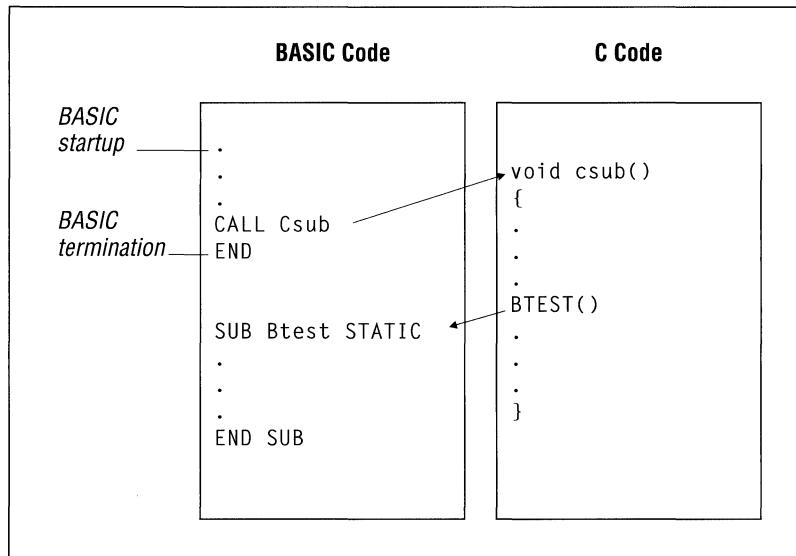 BASIC Code
C Code
BASIC
startup
.
.
.
CALL Csub
BASIC
termination
END
SUB Btest STATIC
.
.
.
END SUB
void csub()
{
.
.
.
BTEST()
.
.
.
}